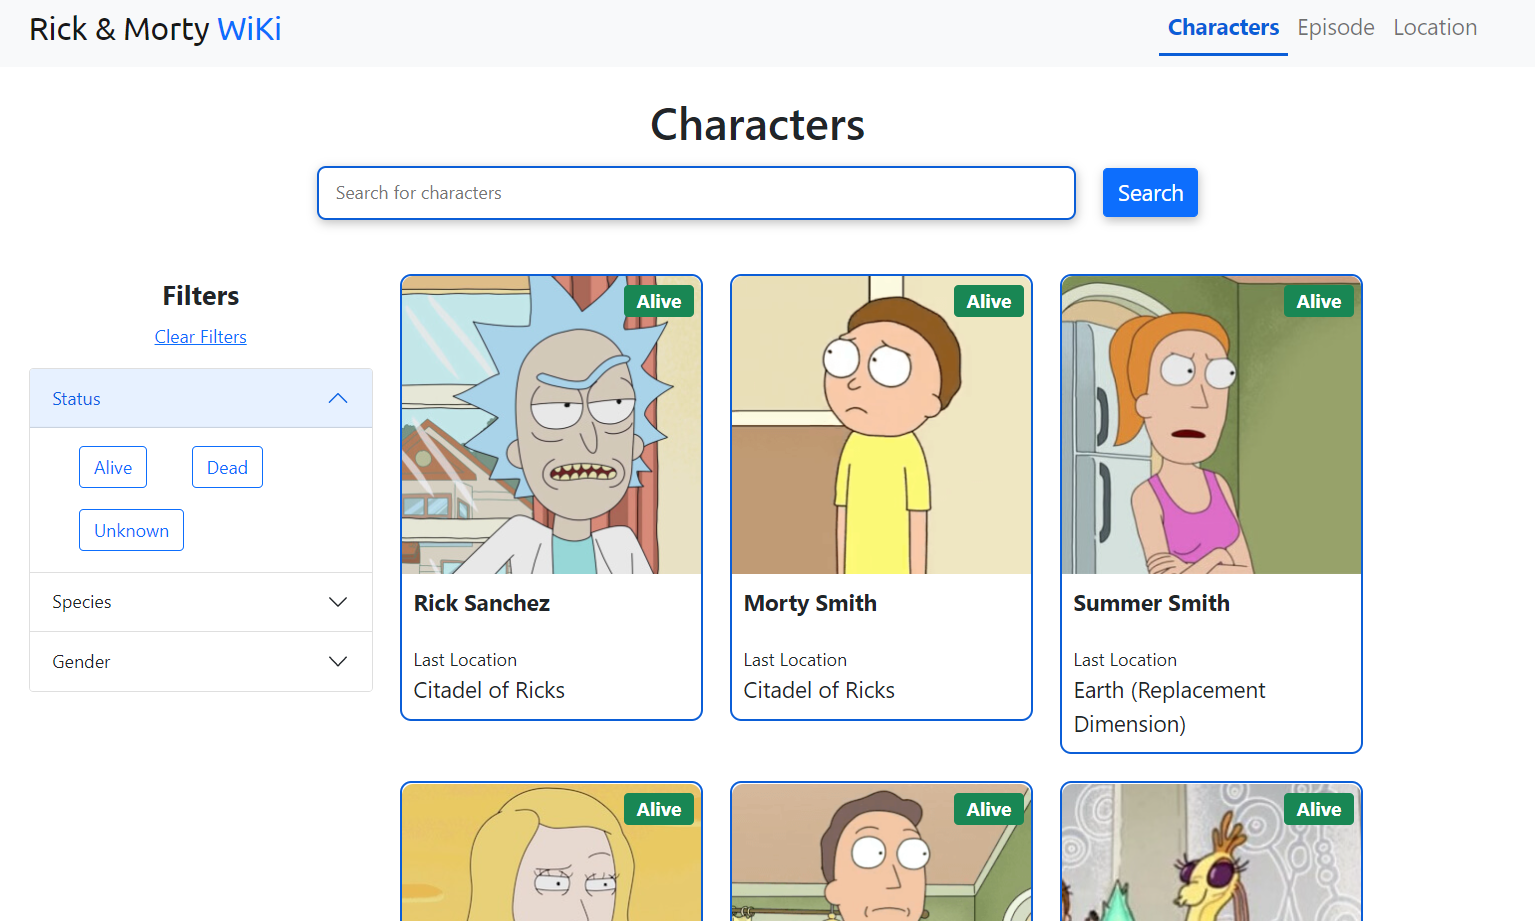 Rick & Morty WiKi
Characters Episode Location
Characters
Search for characters
Search
Filters
Clear Filters
Status
Alive Dead
Unknown
Species
Gender
Alive
Rick Sanchez
Last Location
Citadel of Ricks
Alive
Morty Smith
Last Location
Citadel of Ricks
Alive
Summer Smith
Last Location
Earth (Replacement
Dimension)
Alive
Alive
Alive